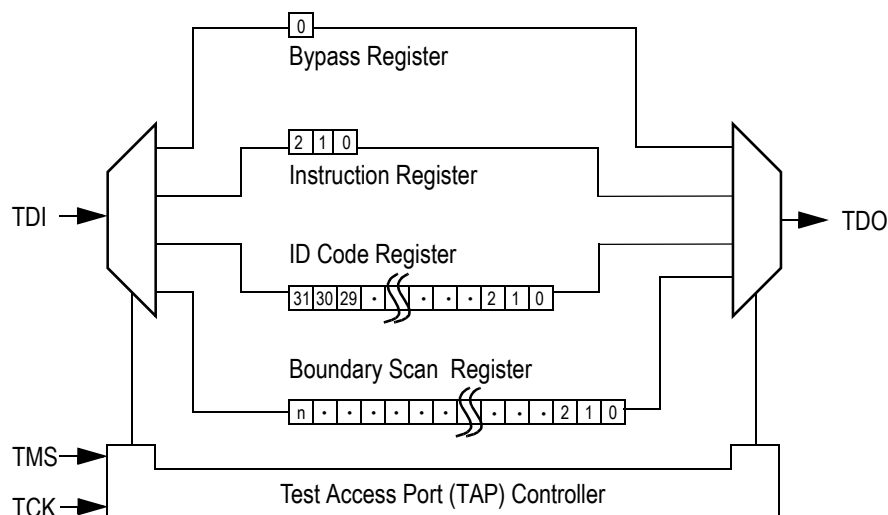 0
Bypass Register
2 1 0
Instruction Register
TDI
TDO
ID Code Register
31 30 29 · · · · 2 1 0
Boundary Scan Register
n · · · · · · · · 2 1 0
TMS
Test Access Port (TAP) Controller
TCK